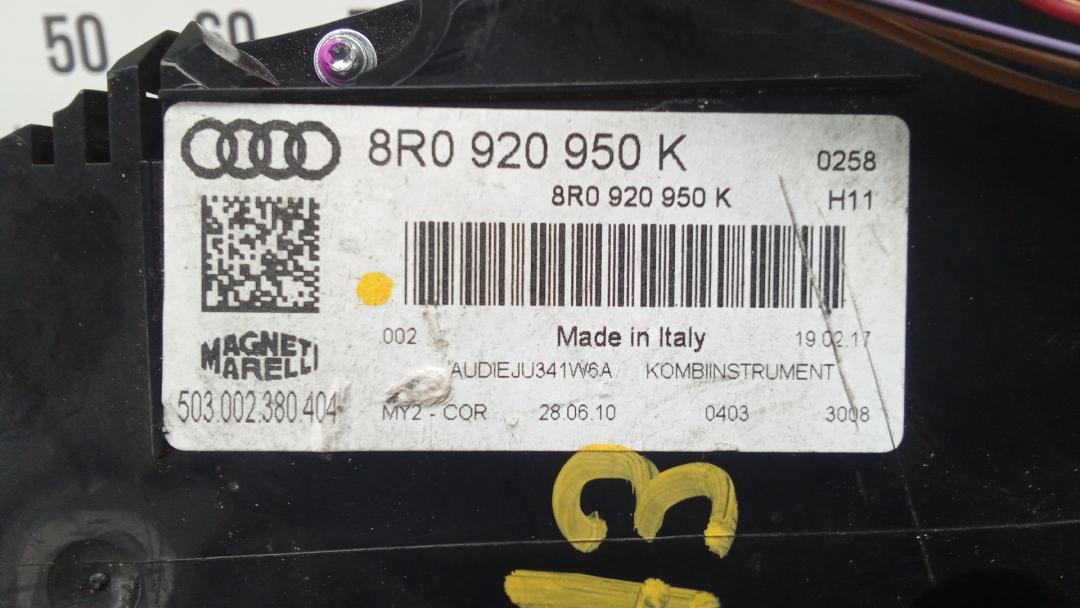 50 60
8R0 920 950 K
0258
8R0 920 950 K
H11
002
Made in Italy
19.02.17
MAGNETI
MARELLI
AUDIEJU341W6A KOMBIINSTRUMENT
503.002.380.404
MY2 - COR 28.06.10 0403 3008